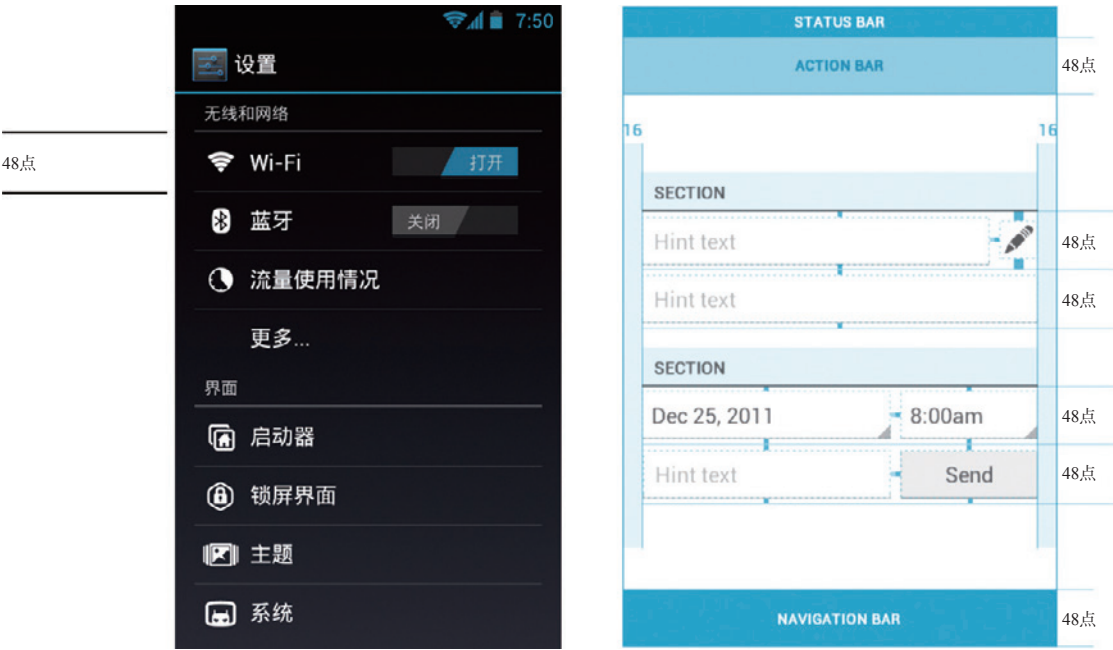 48点
7:50
设置
无线和网络
Wi-Fi 打开
蓝牙 关闭
流量使用情况
更多...
界面
启动器
锁屏界面
主题
系统
STATUS BAR
ACTION BAR 48点
16 16
SECTION
Hint text 48点
Hint text 48点
SECTION
Dec 25, 2011 8:00am 48点
Hint text Send 48点
NAVIGATION BAR 48点